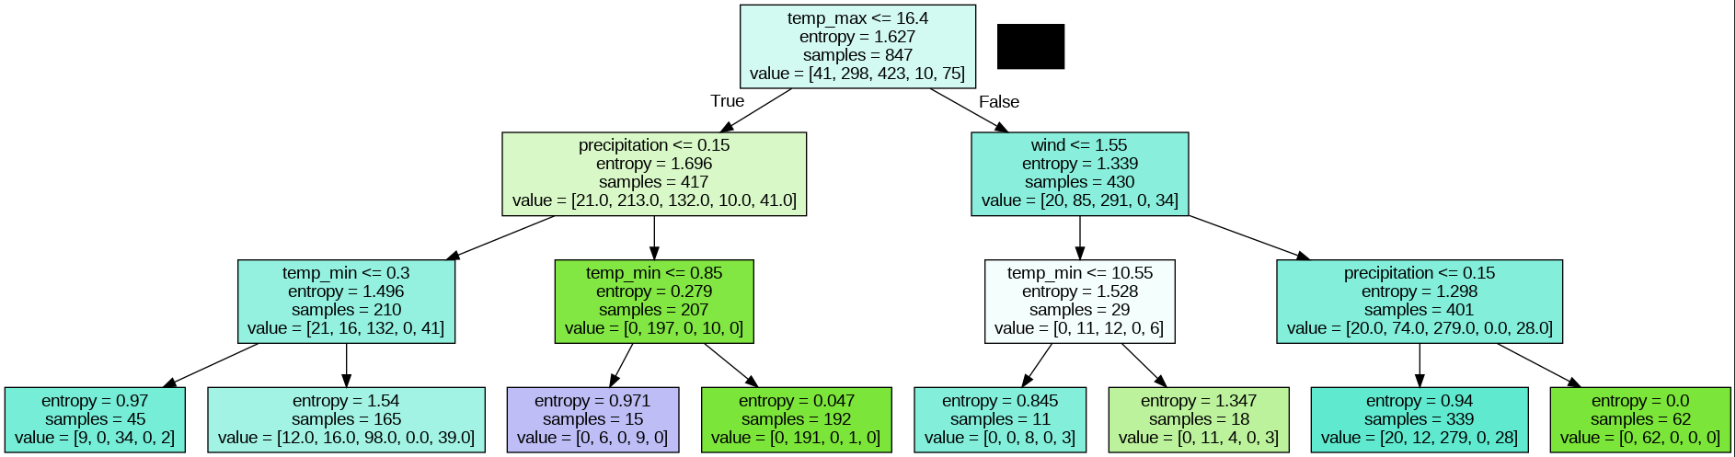 temp_max <= 16.4
entropy = 1.627
samples = 847
value = [41, 298, 423, 10, 75]
True
False
precipitation <= 0.15
entropy = 1.696
samples = 417
value = [21.0, 213.0, 132.0, 10.0, 41.0]
wind <= 1.55
entropy = 1.339
samples = 430
value = [20, 85, 291, 0, 34]
temp_min <= 0.3
entropy = 1.496
samples = 210
value = [21, 16, 132, 0, 41]
temp_min <= 0.85
entropy = 0.279
samples = 207
value = [0, 197, 0, 10, 0]
temp_min <= 10.55
entropy = 1.528
samples = 29
value = [0, 11, 12, 0, 6]
precipitation <= 0.15
entropy = 1.298
samples = 401
value = [20.0, 74.0, 279.0, 0.0, 28.0]
entropy = 0.97
samples = 45
value = [9, 0, 34, 0, 2]
entropy = 1.54
samples = 165
value = [12.0, 16.0, 98.0, 0.0, 39.0]
entropy = 0.971
samples = 15
value = [0, 6, 0, 9, 0]
entropy = 0.047
samples = 192
value = [0, 191, 0, 1, 0]
entropy = 0.845
samples = 11
value = [0, 0, 8, 0, 3]
entropy = 1.347
samples = 18
value = [0, 11, 4, 0, 3]
entropy = 0.94
samples = 339
value = [20, 12, 279, 0, 28]
entropy = 0.0
samples = 62
value = [0, 62, 0, 0, 0]